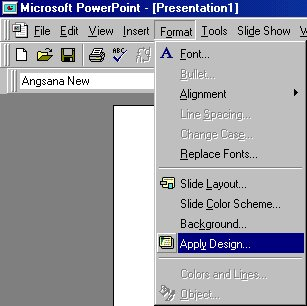 Microsoft PowerPoint - [Presentation1]
File Edit View Insert Format Tools Slide Show
ABC
Angsana New
A Font...
Bullet...
Alignment
Line Spacing...
Change Case...
Replace Fonts...
Slide Layout...
Slide Color Scheme...
Background...
Apply Design...
Colors and Lines...
Object...